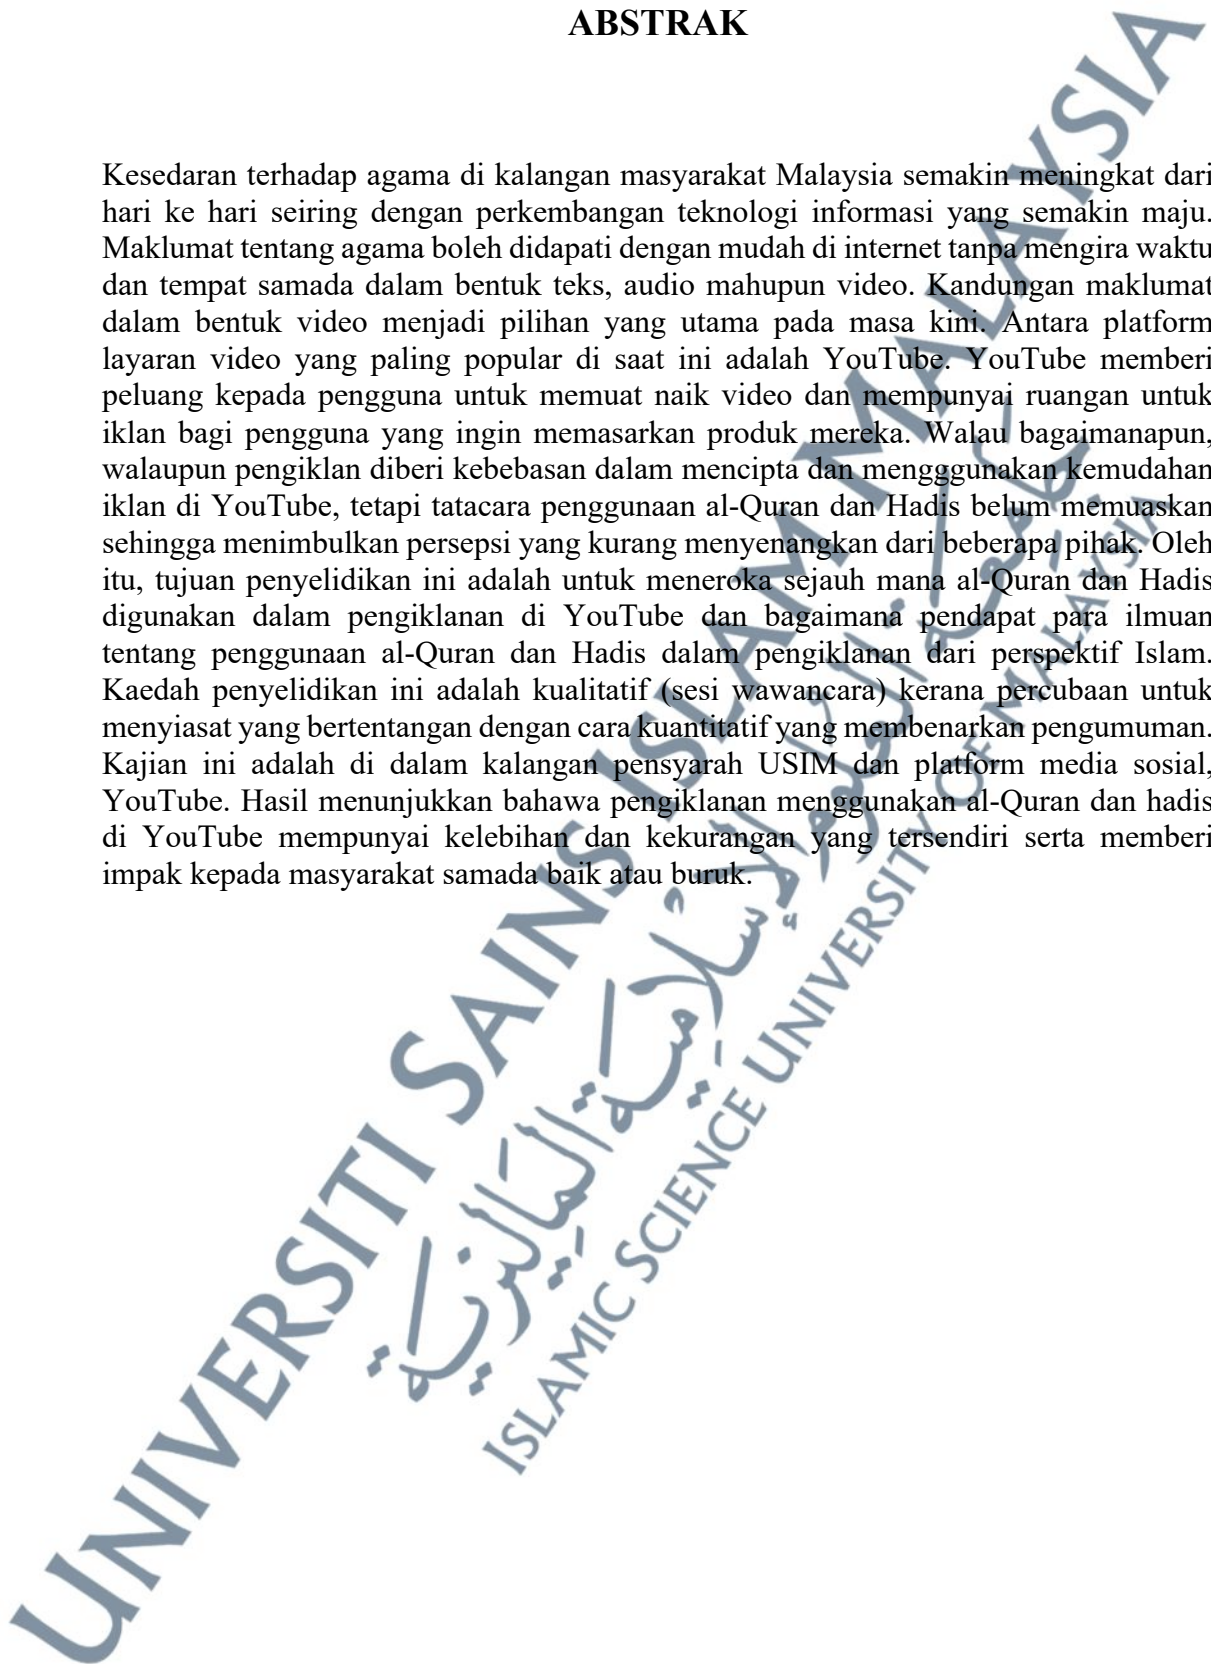 ABSTRAK
Kesedaran terhadap agama di kalangan masyarakat Malaysia semakin meningkat dari
hari ke hari seiring dengan perkembangan teknologi informasi yang semakin maju.
Maklumat tentang agama boleh didapati dengan mudah di internet tanpa mengira waktu
dan tempat samada dalam bentuk teks, audio mahupun video. Kandungan maklumat
dalam bentuk video menjadi pilihan yang utama pada masa kini. Antara platform
layaran video yang paling popular di saat ini adalah YouTube. YouTube memberi
peluang kepada pengguna untuk memuat naik video dan mempunyai ruangan untuk
iklan bagi pengguna yang ingin memasarkan produk mereka. Walau bagaimanapun,
walaupun pengiklan diberi kebebasan dalam mencipta dan mengggunakan kemudahan
iklan di YouTube, tetapi tatacara penggunaan al-Quran dan Hadis belum memuaskan
sehingga menimbulkan persepsi yang kurang menyenangkan dari beberapa pihak. Oleh
itu, tujuan penyelidikan ini adalah untuk meneroka sejauh mana al-Quran dan Hadis
digunakan dalam pengiklanan di YouTube dan bagaimana pendapat para ilmuan
tentang penggunaan al-Quran dan Hadis dalam pengiklanan dari perspektif Islam.
Kaedah penyelidikan ini adalah kualitatif (sesi wawancara) kerana percubaan untuk
menyiasat yang bertentangan dengan cara kuantitatif yang membenarkan pengumuman.
Kajian ini adalah di dalam kalangan pensyarah USIM dan platform media sosial,
YouTube. Hasil menunjukkan bahawa pengiklanan menggunakan al-Quran dan hadis
di YouTube mempunyai kelebihan dan kekurangan yang tersendiri serta memberi
impak kepada masyarakat samada baik atau buruk.
UNIVERSITI SAINS ISLAM MALAYSIA
جامعة العلوم الإسلامية الماليزية
ISLAMIC SCIENCE UNIVERSITY OF MALAYSIA